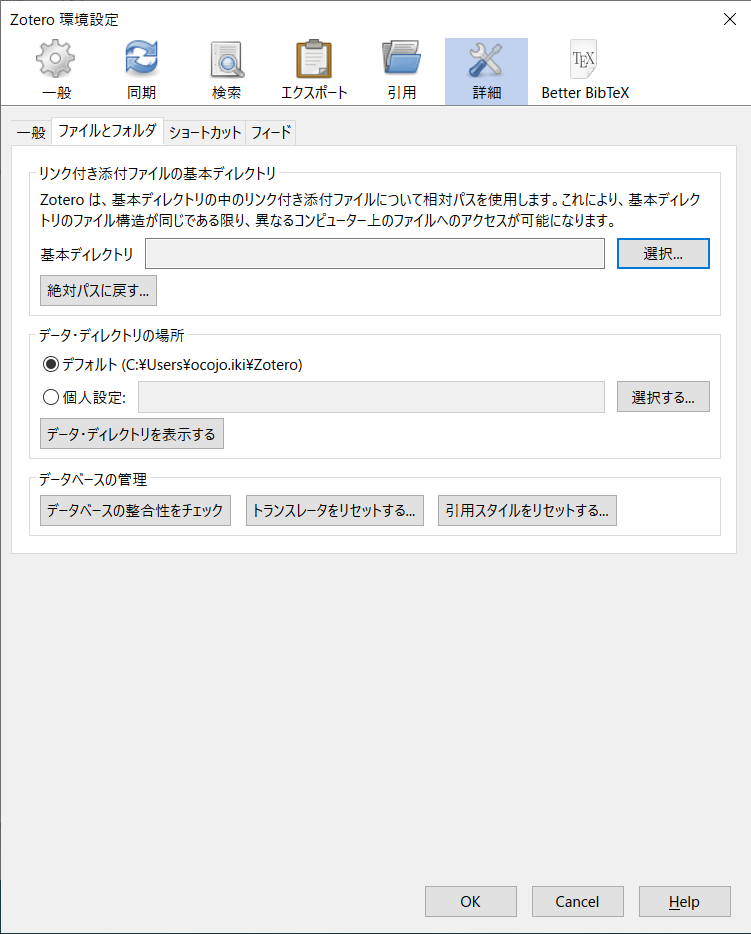 Zotero 環境設定
一般 同期 検索 エクスポート 引用 詳細 Better BibTeX
一般 ファイルとフォルダ ショートカット フィード
リンク付き添付ファイルの基本ディレクトリ
Zotero は、基本ディレクトリの中のリンク付き添付ファイルについて相対パスを使用します。これにより、基本ディレク
トリのファイル構造が同じである限り、異なるコンピューター上のファイルへのアクセスが可能になります。
基本ディレクトリ 選択...
絶対パスに戻す...
データ・ディレクトリの場所
デフォルト (C:¥Users¥ocojo.iki¥Zotero)
個人設定: 選択する...
データ・ディレクトリを表示する
データベースの管理
データベースの整合性をチェック トランスレータをリセットする... 引用スタイルをリセットする...
OK Cancel Help